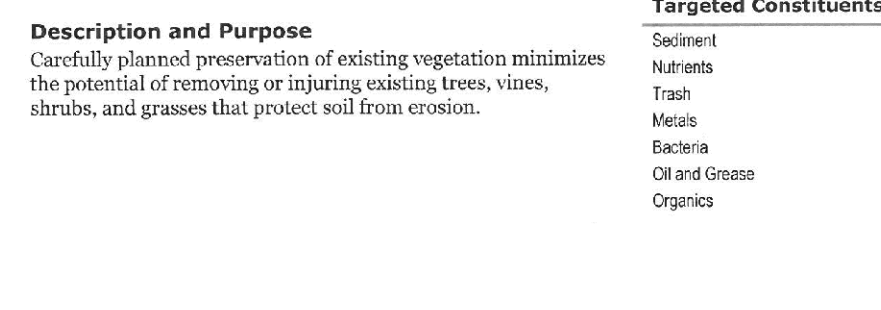 Description and Purpose
Carefully planned preservation of existing vegetation minimizes
the potential of removing or injuring existing trees, vines,
shrubs, and grasses that protect soil from erosion.
Targeted Constituents
Sediment
Nutrients
Trash
Metals
Bacteria
Oil and Grease
Organics